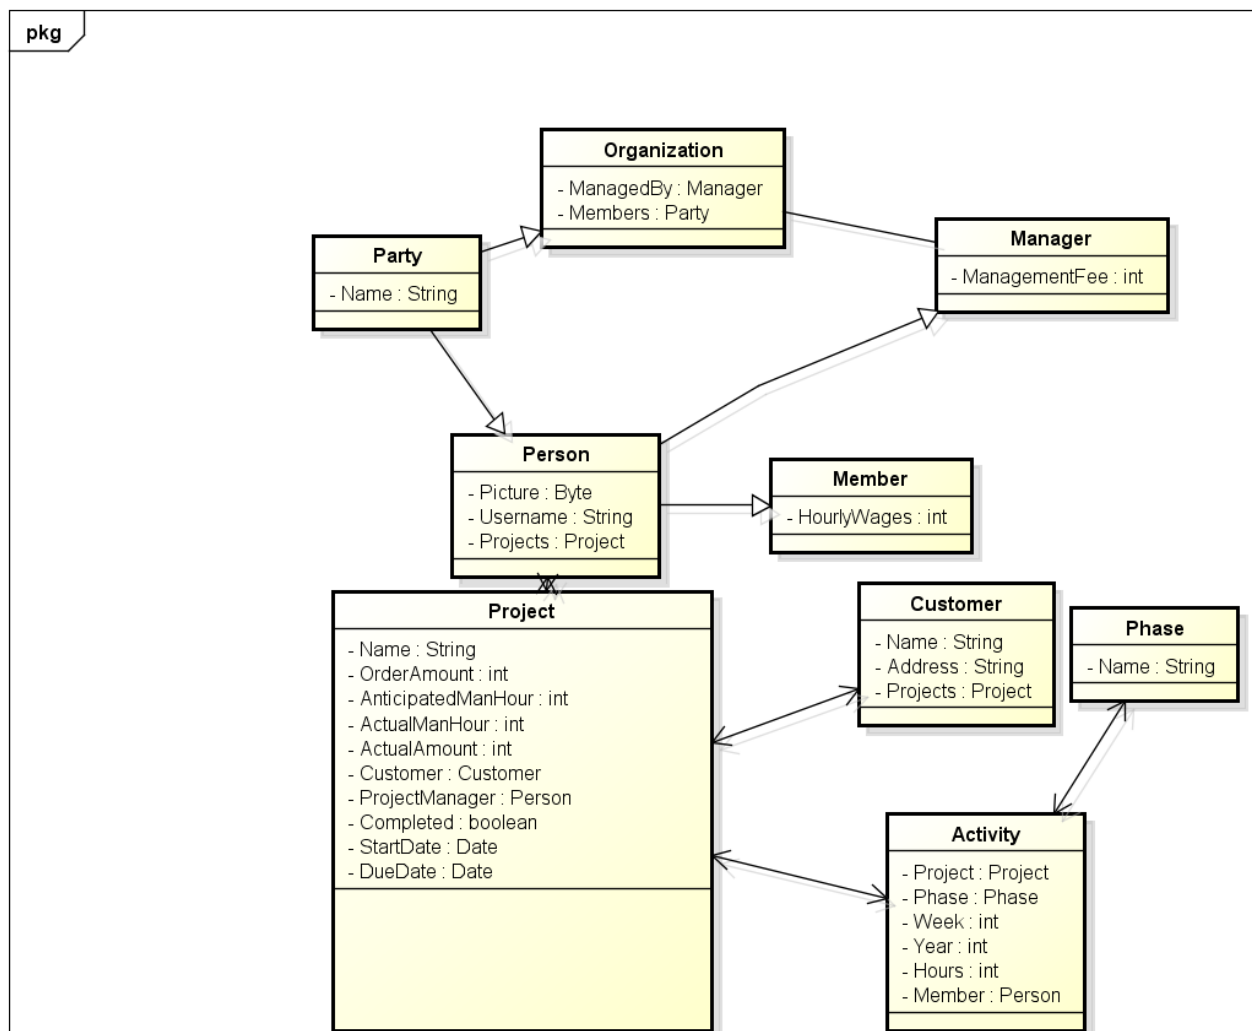 pkg
Organization
- ManagedBy : Manager
- Members : Party
Party
- Name : String
Manager
- ManagementFee : int
Person
- Picture : Byte
- Username : String
- Projects : Project
Member
- HourlyWages : int
Project
- Name : String
- OrderAmount : int
- AnticipatedManHour : int
- ActualManHour : int
- ActualAmount : int
- Customer : Customer
- ProjectManager : Person
- Completed : boolean
- StartDate : Date
- DueDate : Date
Customer
- Name : String
- Address : String
- Projects : Project
Phase
- Name : String
Activity
- Project : Project
- Phase : Phase
- Week : int
- Year : int
- Hours : int
- Member : Person